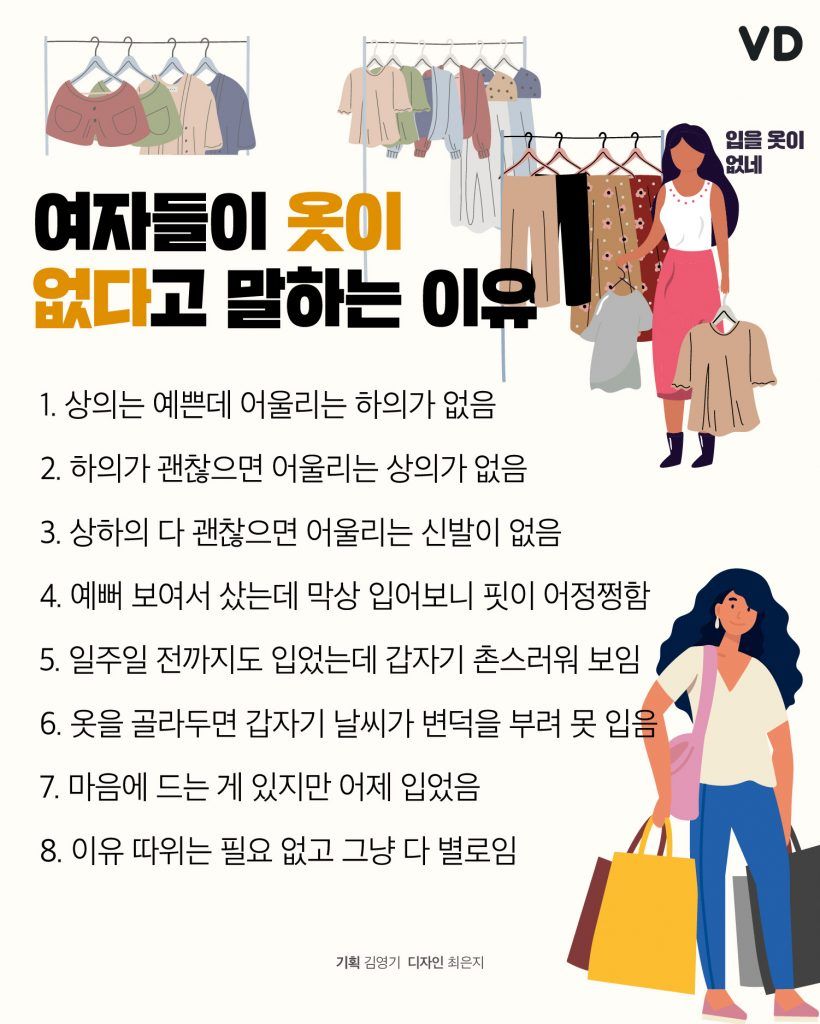 VD
입을 옷이
없네
여자들이 옷이
없다고 말하는 이유
1. 상의는 예쁜데 어울리는 하의가 없음
2. 하의가 괜찮으면 어울리는 상의가 없음
3. 상하의 다 괜찮으면 어울리는 신발이 없음
4. 예뻐 보여서 샀는데 막상 입어보니 핏이 어정쩡함
5. 일주일 전까지도 입었는데 갑자기 촌스러워 보임
6. 옷을 골라두면 갑자기 날씨가 변덕을 부려 못 입음
7. 마음에 드는 게 있지만 어제 입었음
8. 이유 따위는 필요 없고 그냥 다 별로임
기획 김영기 디자인 최은지